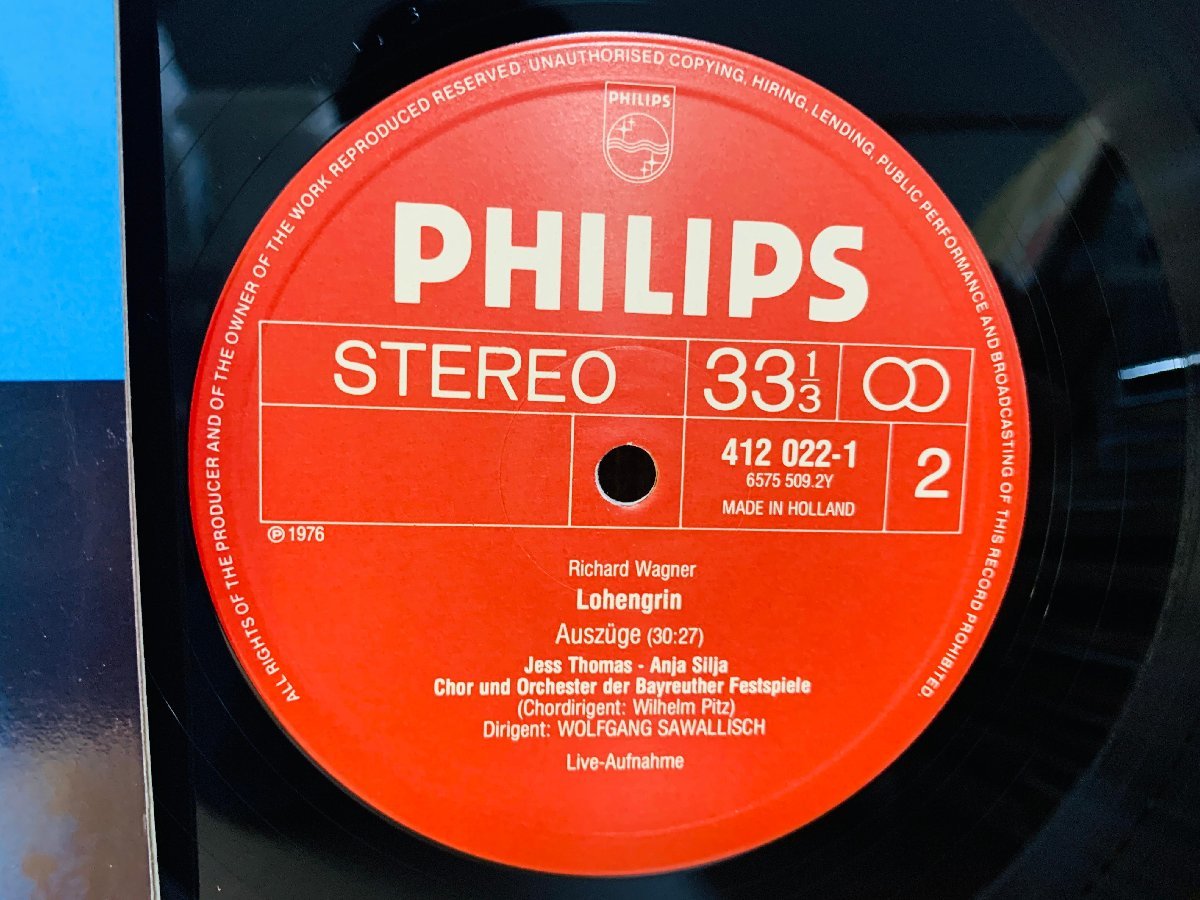 ALL RIGHTS OF THE PRODUCER AND OF THE OWNER OF THE WORK REPRODUCED RESERVED. UNAUTHORISED COPYING, HIRING, LENDING, PUBLIC PERFORMANCE AND BROADCASTING OF THIS RECORD PROHIBITED.
PHILIPS
PHILIPS
STEREO 33 1/3
412 022-1
6575 509.2Y
MADE IN HOLLAND
2
℗ 1976
Richard Wagner
Lohengrin
Auszüge (30:27)
Jess Thomas - Anja Silja
Chor und Orchester der Bayreuther Festspiele
(Chordirigent: Wilhelm Pitz)
Dirigent: WOLFGANG SAWALLISCH
Live-Aufnahme